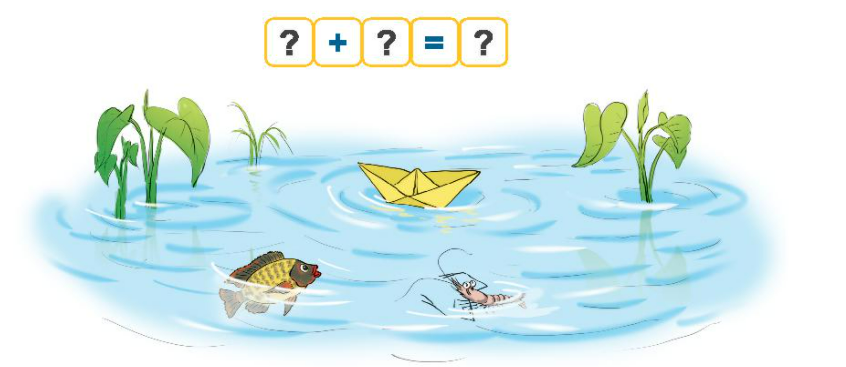 ? + ? = ?